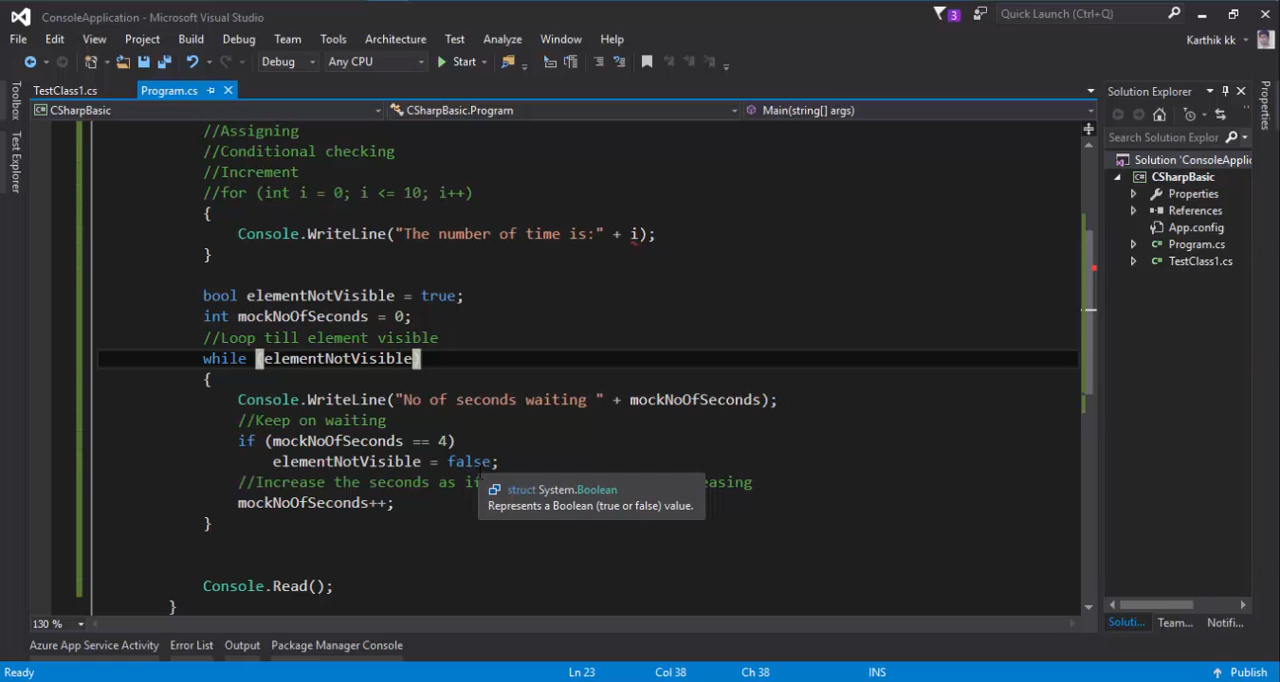 ConsoleApplication - Microsoft Visual Studio
3
Quick Launch (Ctrl+Q)
File Edit View Project Build Debug Team Tools Architecture Test Analyze Window Help
Karthik kk
Debug Any CPU Start
TestClass1.cs Program.cs
CSharpBasic CSharpBasic.Program Main(string[] args)
Toolbox
Test Explorer
//Assigning
//Conditional checking
//Increment
//for (int i = 0; i <= 10; i++)
{
Console.WriteLine("The number of time is:" + i);
}
bool elementNotVisible = true;
int mockNoOfSeconds = 0;
//Loop till element visible
while (elementNotVisible)
{
Console.WriteLine("No of seconds waiting " + mockNoOfSeconds);
//Keep on waiting
if (mockNoOfSeconds == 4)
elementNotVisible = false;
//Increase the seconds as if easing
struct System.Boolean
Represents a Boolean (true or false) value.
mockNoOfSeconds++;
}
Console.Read();
}
130 %
Solution Explorer
Search Solution Explor
Solution 'ConsoleApplic
CSharpBasic
Properties
References
App.config
Program.cs
TestClass1.cs
Soluti... Team... Notifi...
Properties
Azure App Service Activity Error List Output Package Manager Console
Ready Ln 23 Col 38 Ch 38 INS Publish